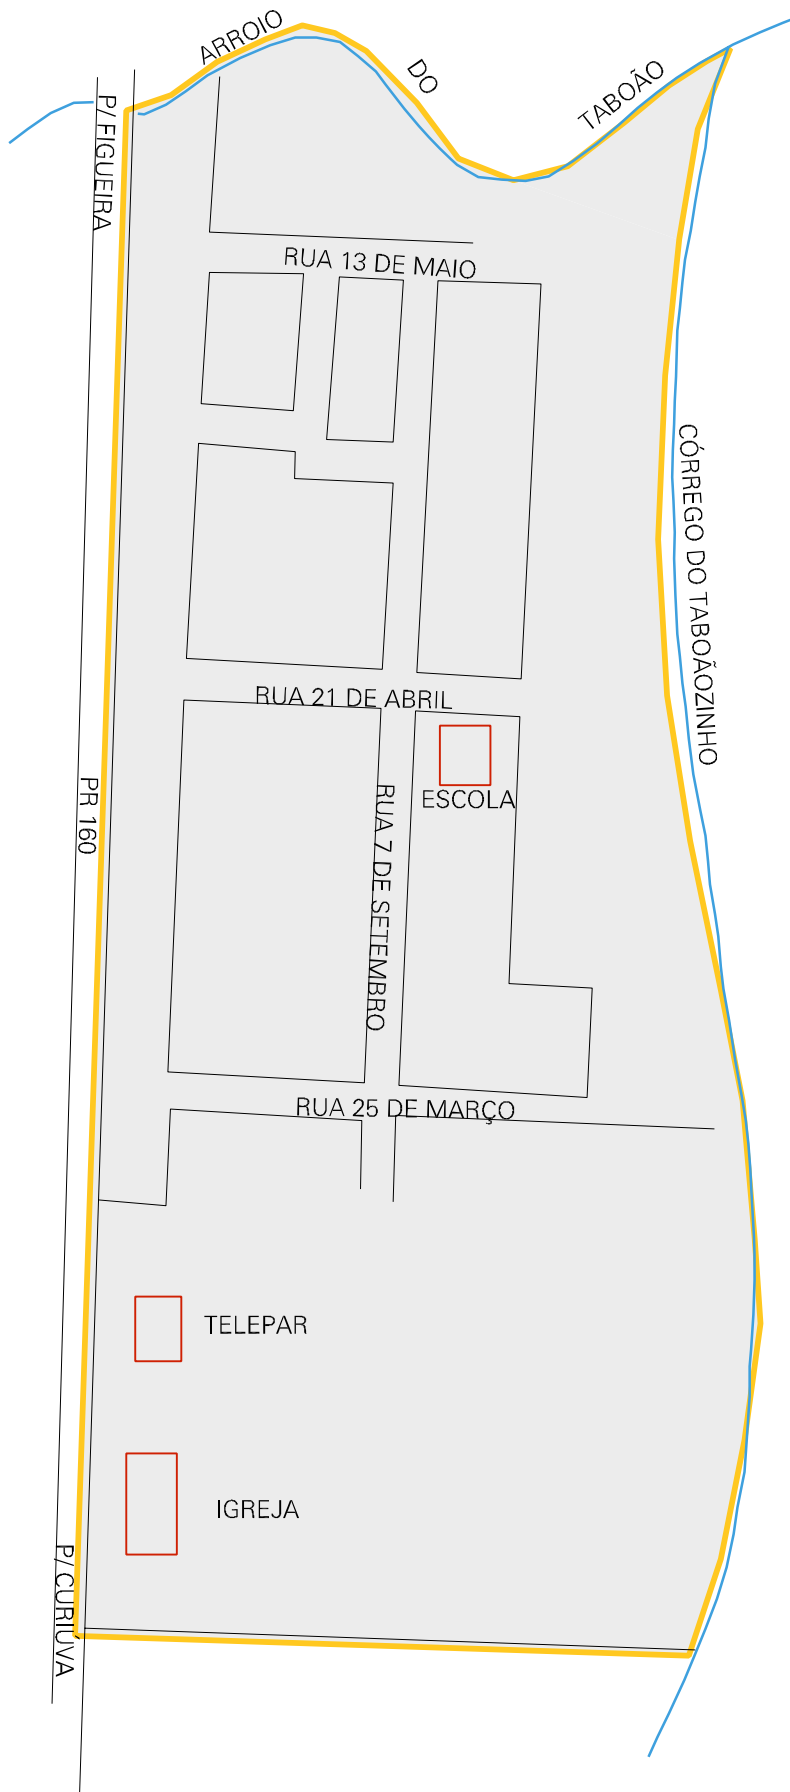 ARROIO
DO
TABOÃO
P/ FIGUEIRA
RUA 13 DE MAIO
CÓRREGO DO TABOÃOZINHO
RUA 21 DE ABRIL
PR 160
RUA 7 DE SETEMBRO
ESCOLA
RUA 25 DE MARÇO
TELEPAR
IGREJA
P/ CURIUVA